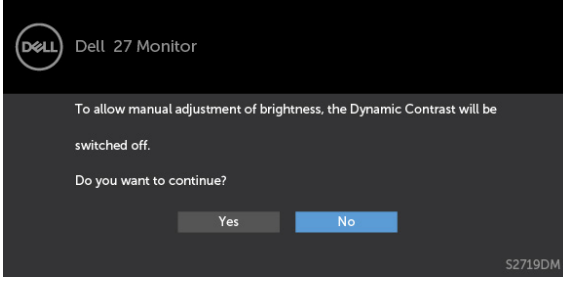 DELL
Dell 27 Monitor
To allow manual adjustment of brightness, the Dynamic Contrast will be
switched off.
Do you want to continue?
Yes
No
S2719DM